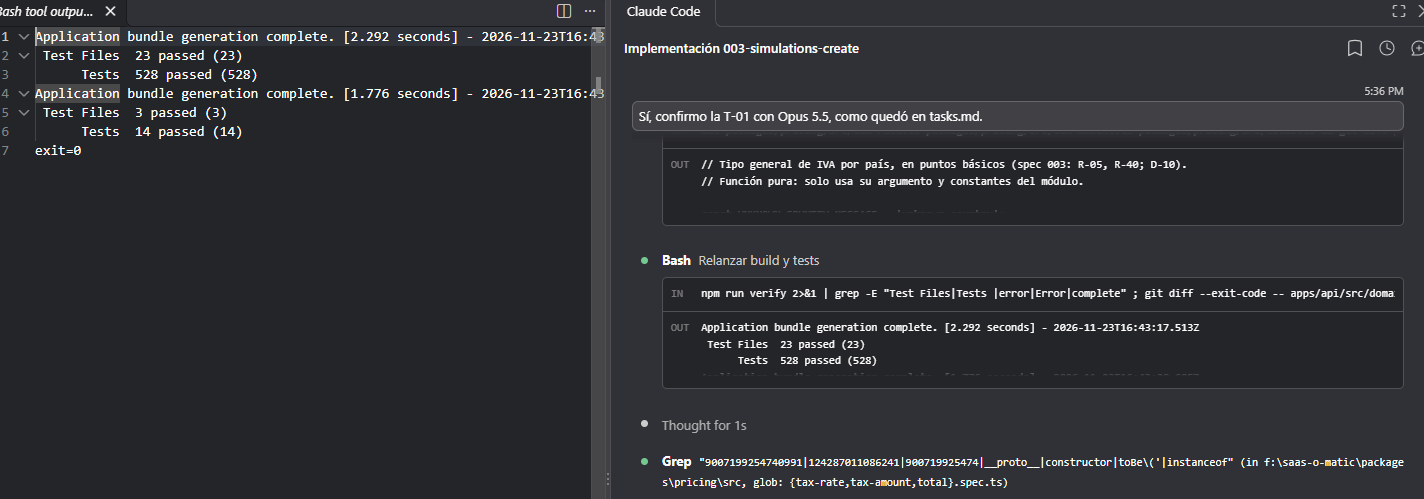 Bash tool outpu...
1 Application bundle generation complete. [2.292 seconds] - 2026-11-23T16:43
2 Test Files 23 passed (23)
3 Tests 528 passed (528)
4 Application bundle generation complete. [1.776 seconds] - 2026-11-23T16:43
5 Test Files 3 passed (3)
6 Tests 14 passed (14)
7 exit=0
Claude Code
Implementación 003-simulations-create
5:36 PM
Sí, confirmo la T-01 con Opus 5.5, como quedó en tasks.md.
OUT // Tipo general de IVA por país, en puntos básicos (spec 003: R-05, R-40; D-10).
// Función pura: solo usa su argumento y constantes del módulo.
Bash Relanzar build y tests
IN npm run verify 2>&1 | grep -E "Test Files|Tests |error|Error|complete" ; git diff --exit-code -- apps/api/src/doma
OUT Application bundle generation complete. [2.292 seconds] - 2026-11-23T16:43:17.513Z
Test Files 23 passed (23)
Tests 528 passed (528)
Thought for 1s
Grep "9007199254740991|124287011086241|900719925474|__proto__|constructor|toBe\('|instanceof" (in f:\saas-o-matic\package
s\pricing\src, glob: {tax-rate,tax-amount,total}.spec.ts)